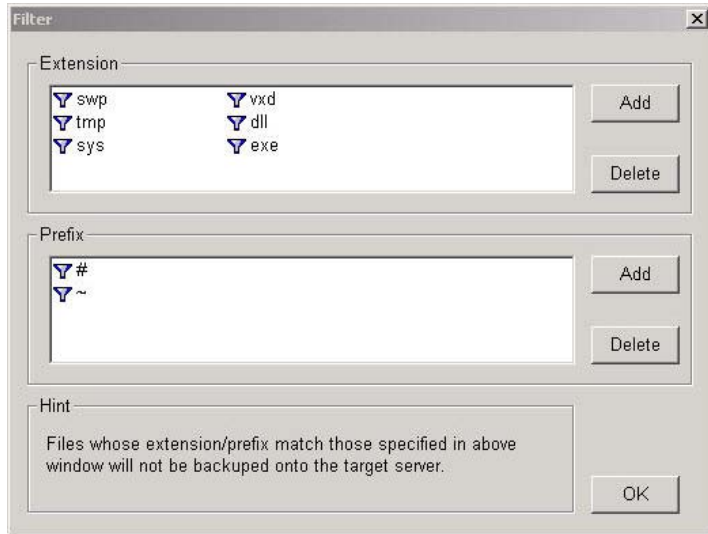 Filter
Extension
swp vxd
tmp dll
sys exe
Add
Delete
Prefix
#
~
Add
Delete
Hint
Files whose extension/prefix match those specified in above
window will not be backuped onto the target server.
OK